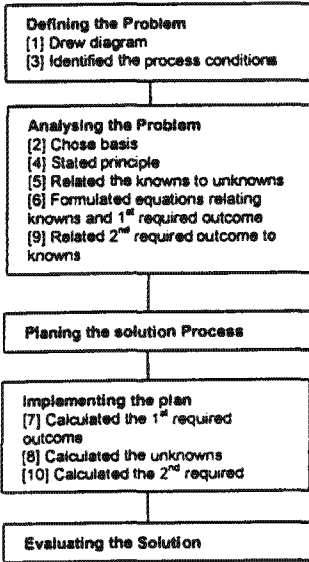 Defining the Problem
[1] Drew diagram
[3] Identified the process conditions
Analysing the Problem
[2] Chose basis
[4] Stated principle
[5] Related the knowns to unknowns
[6] Formulated equations relating
knowns and 1st required outcome
[9] Related 2nd required outcome to
knowns
Planing the solution Process
Implementing the plan
[7] Calculated the 1st required
outcome
[8] Calculated the unknowns
[10] Calculated the 2nd required
Evaluating the Solution